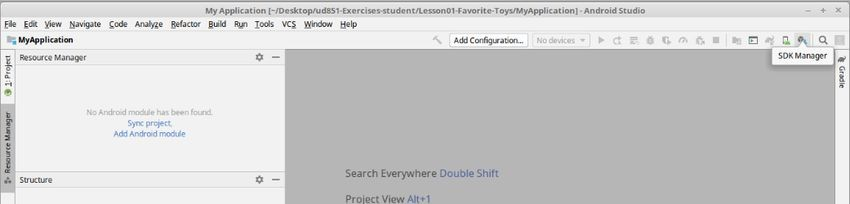 My Application [~/Desktop/ud851-Exercises-student/Lesson01-Favorite-Toys/MyApplication] - Android Studio
File Edit View Navigate Code Analyze Refactor Build Run Tools VCS Window Help
MyApplication
Add Configuration...
No devices
SDK Manager
1: Project
Resource Manager
Resource Manager
No Android module has been found.
Sync project,
Add Android module
Structure
Search Everywhere Double Shift
Project View Alt+1
Gradle